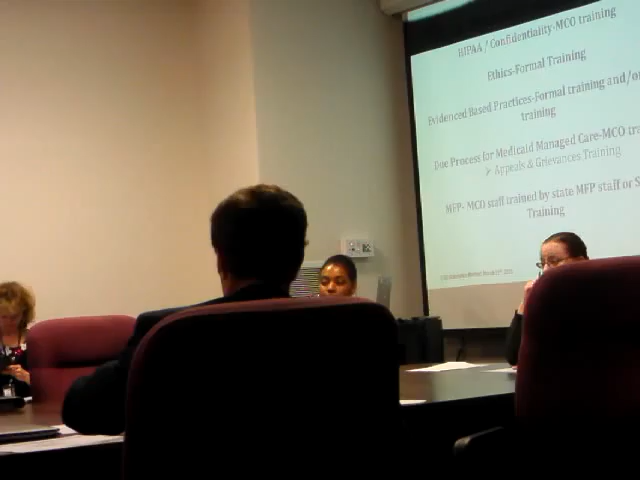 HIPAA / Confidentiality-MCO training
Ethics-Formal Training
Evidenced Based Practices-Formal training and/or
training
Due Process for Medicaid Managed Care-MCO tra
➢ Appeals & Grievances Training
MFP- MCO staff trained by state MFP staff or S
Training